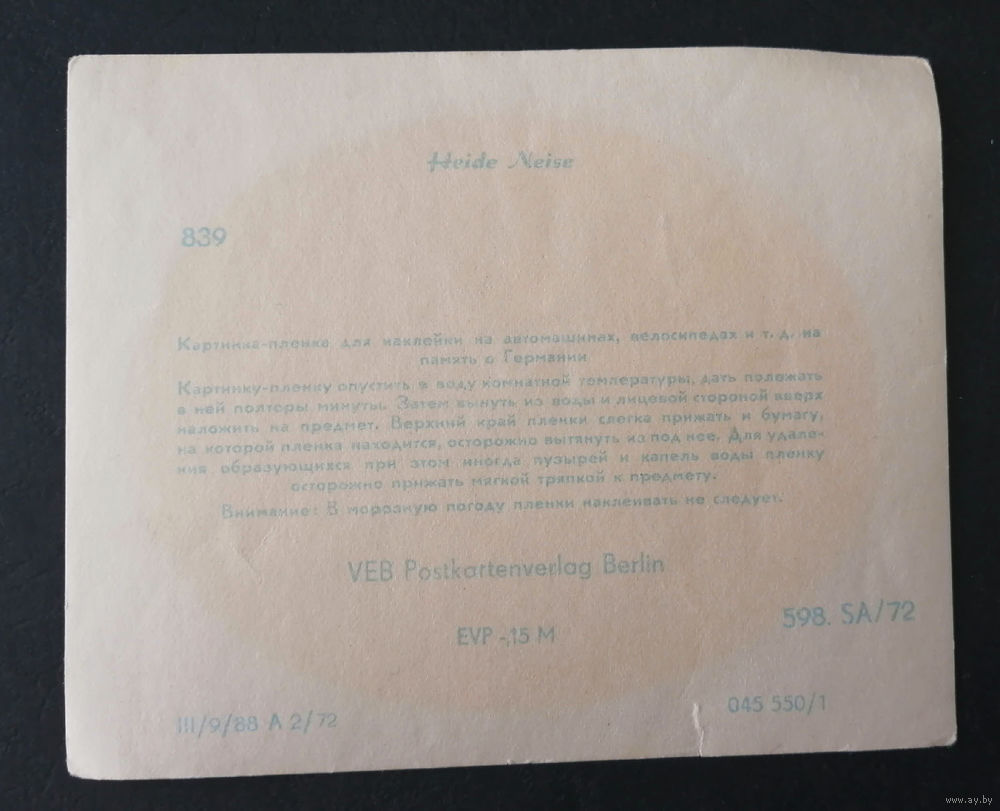 Heide Neise
839
Картинка-пленка для наклейки на автомашинах, велосипедах и т. д. на
память о Германии
Картинку-пленку опустить в воду комнатной температуры, дать полежать
в ней полторы минуты. Затем вынуть из воды и лицевой стороной вверх
наложить на предмет. Верхний край пленки слегка прижать и бумагу,
на которой пленка находится, осторожно вытянуть из под нее. Для удале-
ния образующихся при этом иногда пузырей и капель воды пленку
осторожно прижать мягкой тряпкой к предмету.
Внимание: В морозную погоду пленки наклеивать не следует.
VEB Postkartenverlag Berlin
598. SA/72
EVP -,15 M
045 550/1
III/9/88 A 2/72
www.ay.by